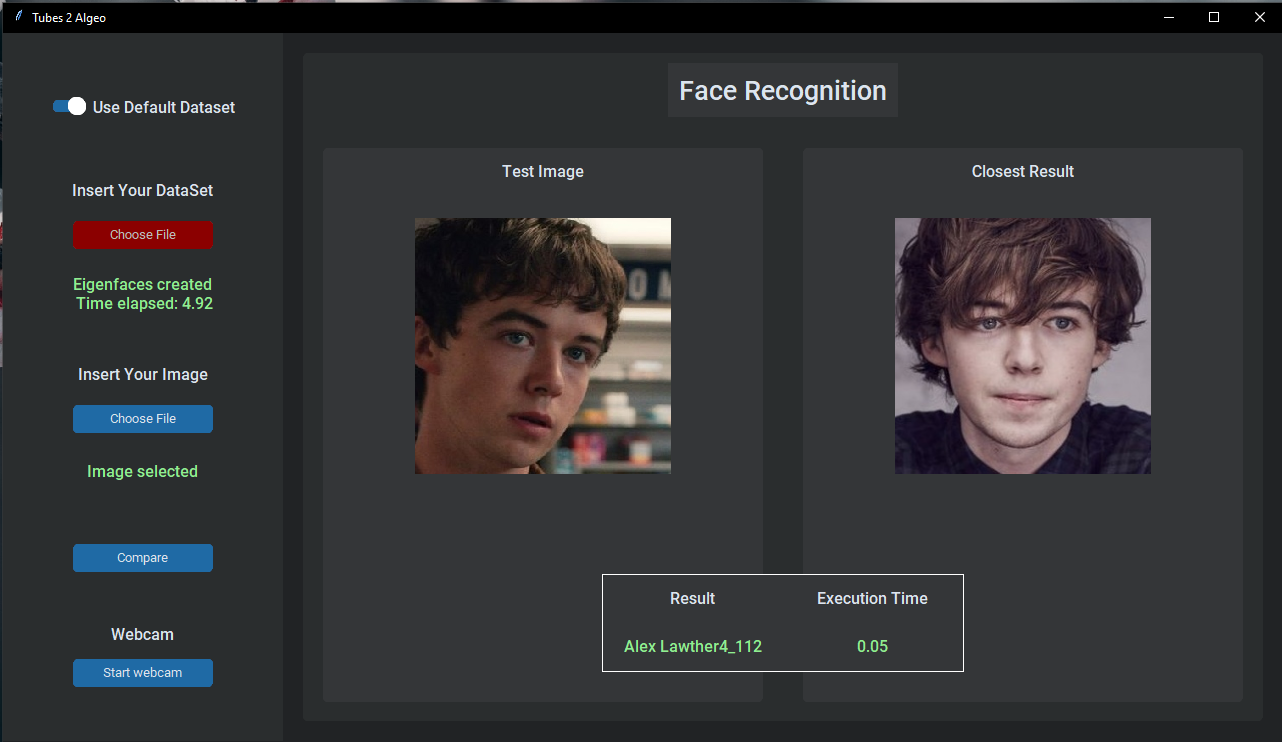 Tubes 2 Algeo
Use Default Dataset
Insert Your DataSet
Choose File
Eigenfaces created
Time elapsed: 4.92
Insert Your Image
Choose File
Image selected
Compare
Webcam
Start webcam
Face Recognition
Test Image
Closest Result
Result
Execution Time
Alex Lawther4_112
0.05